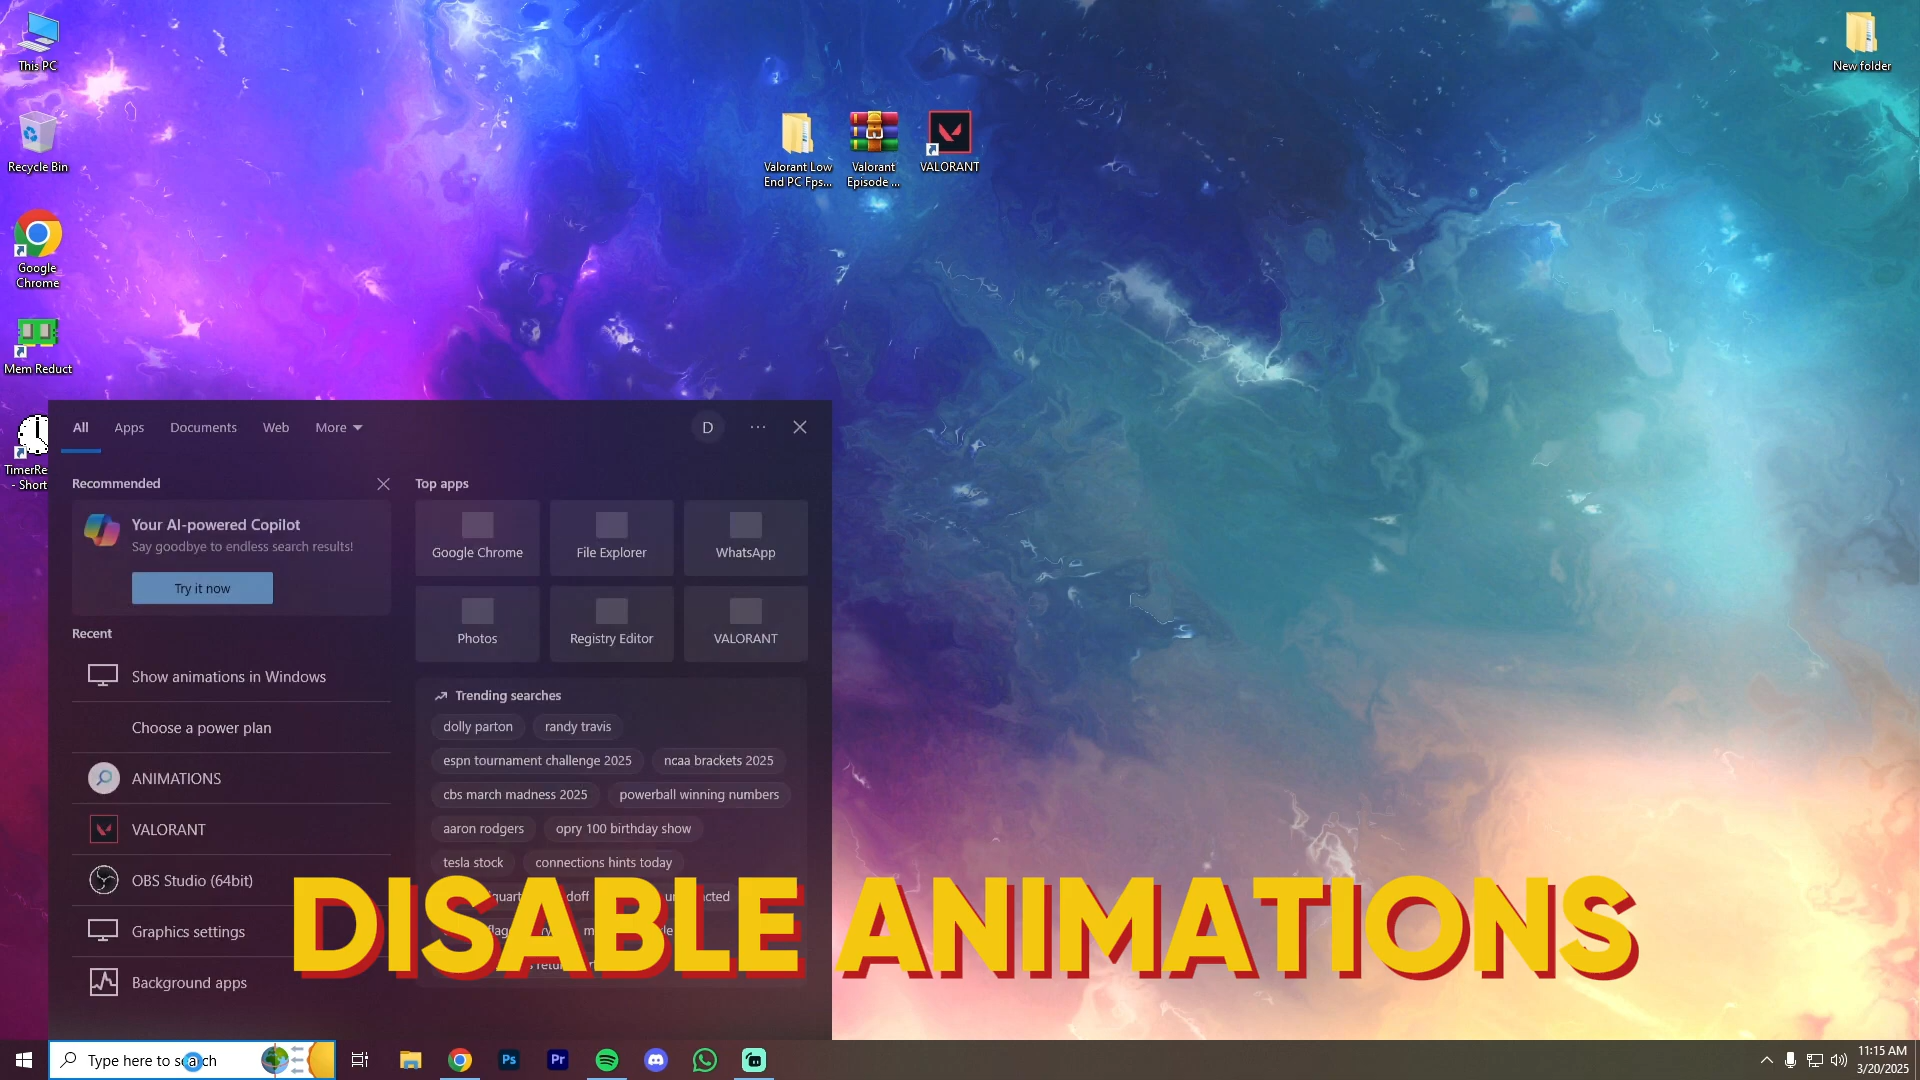 This PC
New folder
Recycle Bin
Valorant Low
End PC Fps...
Valorant
Episode ...
VALORANT
Google
Chrome
Mem Reduct
TimerRe
- Short
All
Apps
Documents
Web
More
D
Recommended
Your AI-powered Copilot
Say goodbye to endless search results!
Try it now
Top apps
Google Chrome
File Explorer
WhatsApp
Photos
Registry Editor
VALORANT
Recent
Show animations in Windows
Choose a power plan
ANIMATIONS
VALORANT
OBS Studio (64bit)
Graphics settings
Background apps
Trending searches
dolly parton
randy travis
espn tournament challenge 2025
ncaa brackets 2025
cbs march madness 2025
powerball winning numbers
aaron rodgers
opry 100 birthday show
tesla stock
connections hints today
DISABLE ANIMATIONS
Type here to search
Ps
Pr
11:15 AM
3/20/2025